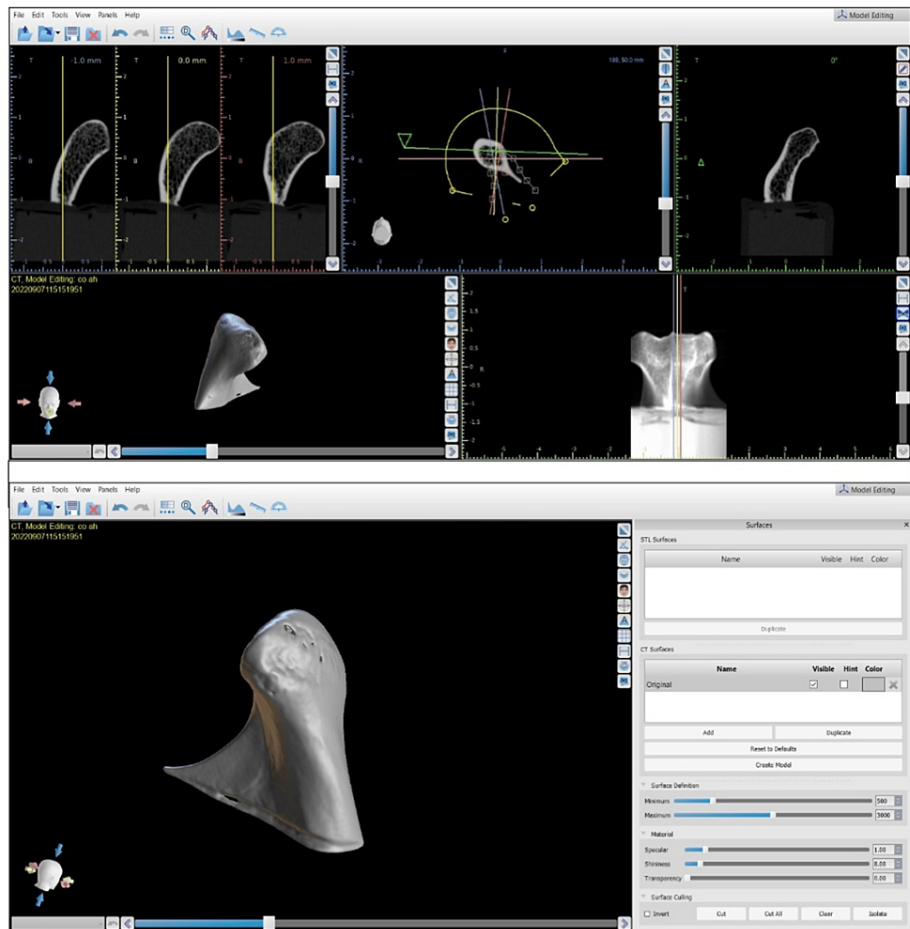 File Edit Tools View Panels Help
Model Editing
T -1.0 mm T 0.0 mm T 1.0 mm
188, 50.0 mm
T 0°
B B
R
CT, Model Editing: co ah
20220907115151951
T
R
File Edit Tools View Panels Help
Model Editing
CT, Model Editing: co ah
20220907115151951
Surfaces
STL Surfaces
Name Visible Hint Color
Duplicate
CT Surfaces
Name Visible Hint Color
Original
Add Duplicate
Reset to Defaults
Create Model
Surface Definition
Minimum 500
Maximum 3000
Material
Specular 1.00
Shininess 8.00
Transparency 0.00
Surface Culling
Invert Cut Cut All Clear Isolate